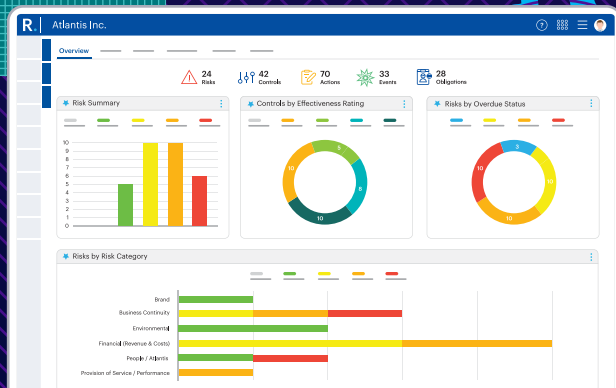 R. Atlantis Inc.
Overview
24 Risks
42 Controls
70 Actions
33 Events
28 Obligations
Risk Summary
Controls by Effectiveness Rating
Risks by Overdue Status
10
9
8
7
6
5
4
3
2
1
0
5
8
10
10
3
10
10
10
Risks by Risk Category
Brand
Business Continuity
Environmental
Financial (Revenue & Costs)
People / Atlantis
Provision of Service / Performance